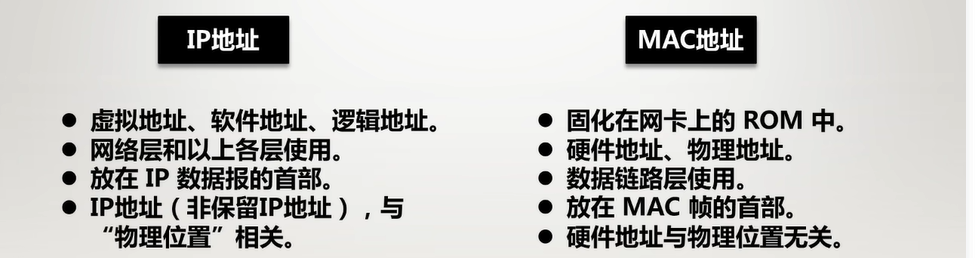 IP地址
● 虚拟地址、软件地址、逻辑地址。
● 网络层和以上各层使用。
● 放在 IP 数据报的首部。
● IP地址（非保留IP地址），与
“物理位置”相关。
MAC地址
● 固化在网卡上的 ROM 中。
● 硬件地址、物理地址。
● 数据链路层使用。
● 放在 MAC 帧的首部。
● 硬件地址与物理位置无关。